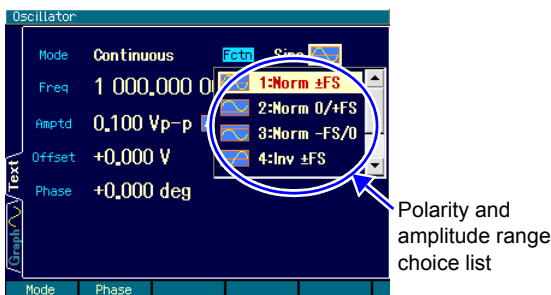 Oscillator
Mode Continuous Fctn Sine
Freq 1 000.000 0
Amptd 0.100 Vp-p
Offset +0.000 V
Phase +0.000 deg
1:Norm ±FS
2:Norm 0/+FS
3:Norm -FS/0
4:Inv ±FS
Text
Graph
Mode Phase
Polarity and
amplitude range
choice list